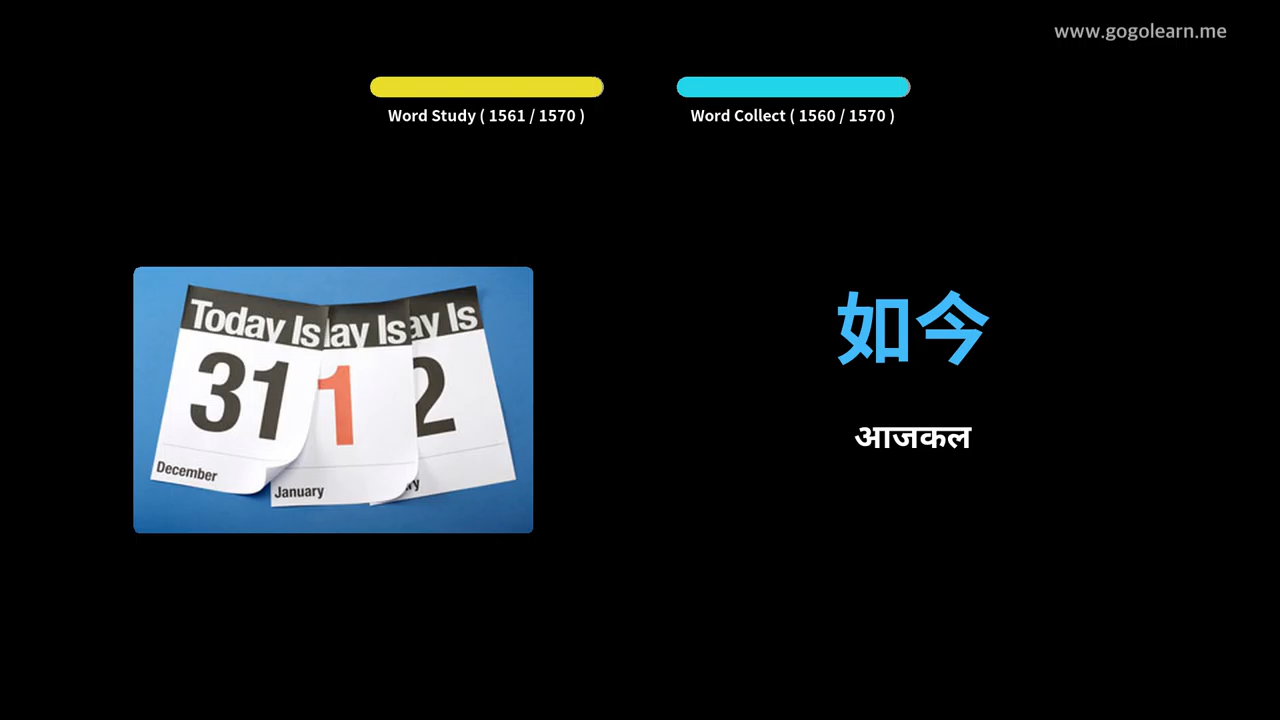 www.gogolearn.me
Word Study ( 1561 / 1570 )
Word Collect ( 1560 / 1570 )
Today Is
ay Is
ay Is
31
1
2
December
January
ry
如今
आजकल